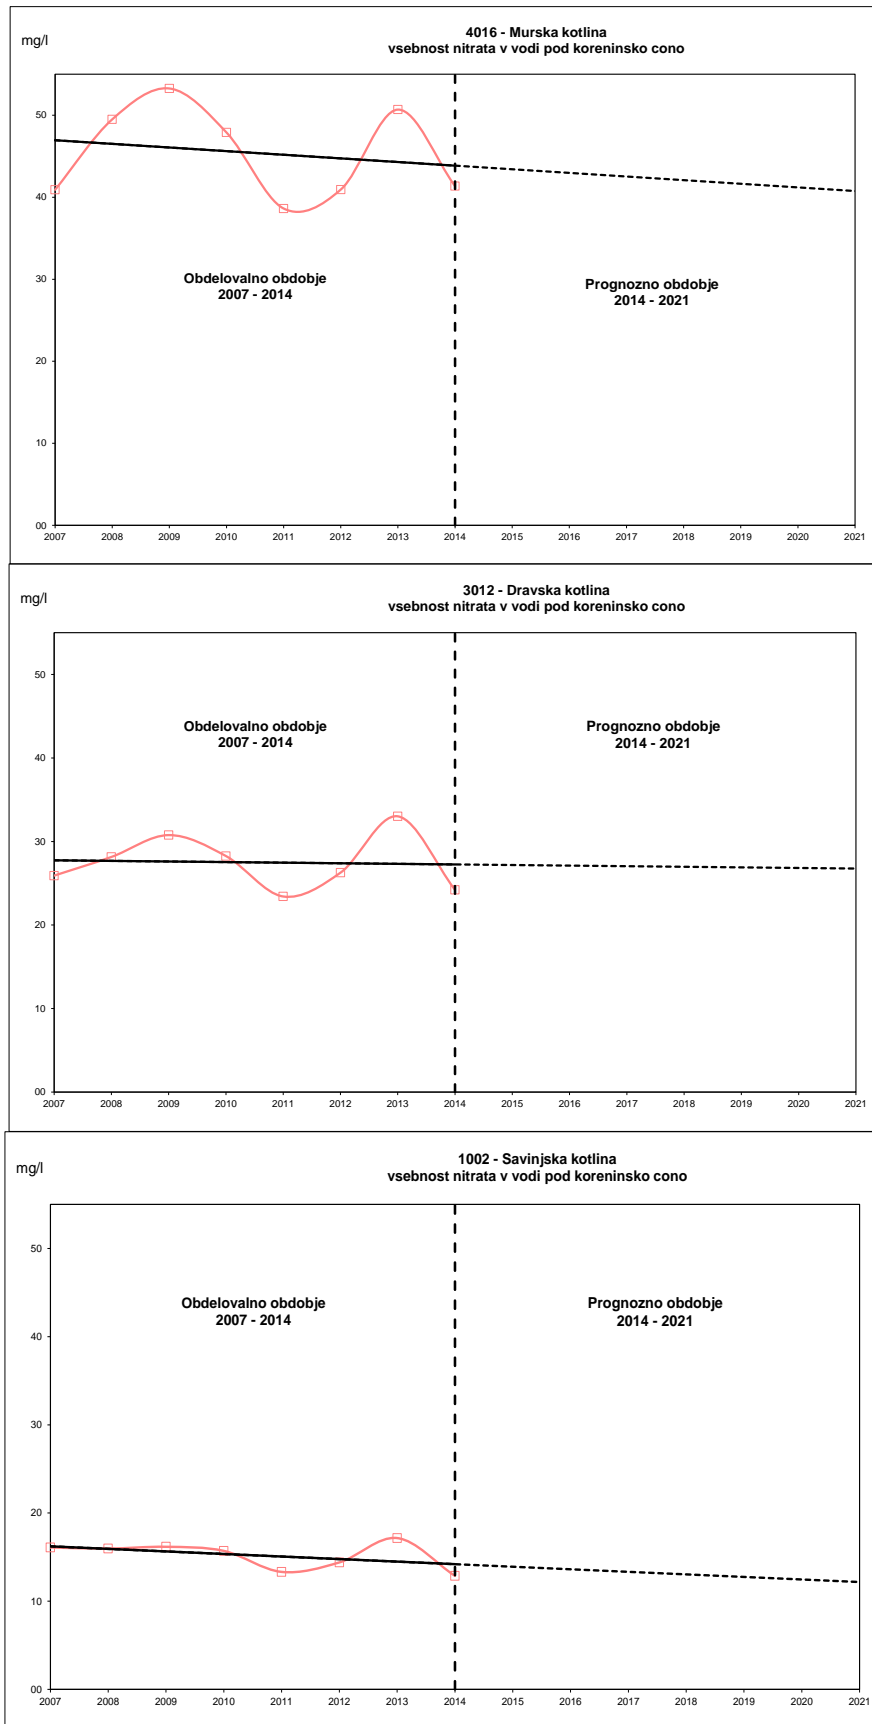 4016 - Murska kotlina
vsebnost nitrata v vodi pod koreninsko cono
mg/l
50
40
30
20
10
00
Obdelovalno obdobje
2007 - 2014
Prognozno obdobje
2014 - 2021
2007 2008 2009 2010 2011 2012 2013 2014 2015 2016 2017 2018 2019 2020 2021
3012 - Dravska kotlina
vsebnost nitrata v vodi pod koreninsko cono
mg/l
50
40
30
20
10
00
Obdelovalno obdobje
2007 - 2014
Prognozno obdobje
2014 - 2021
2007 2008 2009 2010 2011 2012 2013 2014 2015 2016 2017 2018 2019 2020 2021
1002 - Savinjska kotlina
vsebnost nitrata v vodi pod koreninsko cono
mg/l
50
40
30
20
10
00
Obdelovalno obdobje
2007 - 2014
Prognozno obdobje
2014 - 2021
2007 2008 2009 2010 2011 2012 2013 2014 2015 2016 2017 2018 2019 2020 2021